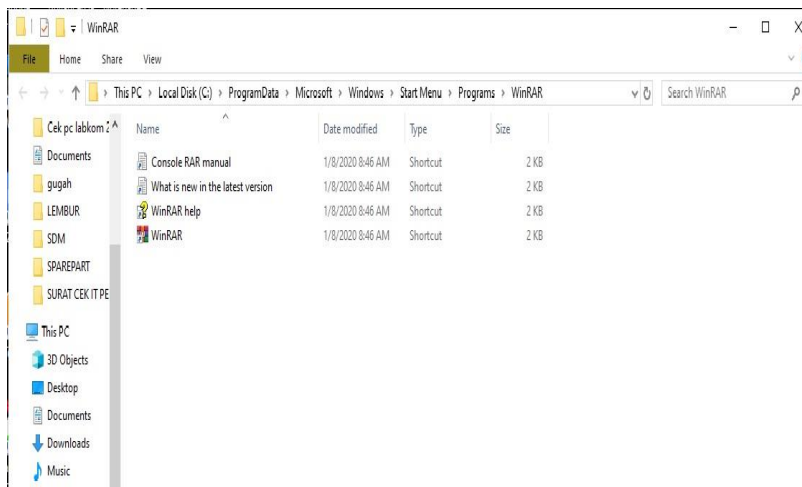 WinRAR
File Home Share View
This PC > Local Disk (C:) > ProgramData > Microsoft > Windows > Start Menu > Programs > WinRAR
Search WinRAR
Name Date modified Type Size
Console RAR manual 1/8/2020 8:46 AM Shortcut 2 KB
What is new in the latest version 1/8/2020 8:46 AM Shortcut 2 KB
WinRAR help 1/8/2020 8:46 AM Shortcut 2 KB
WinRAR 1/8/2020 8:46 AM Shortcut 2 KB
Cek pc labkom 2
Documents
gugah
LEMBUR
SDM
SPAREPART
SURAT CEK IT PE
This PC
3D Objects
Desktop
Documents
Downloads
Music